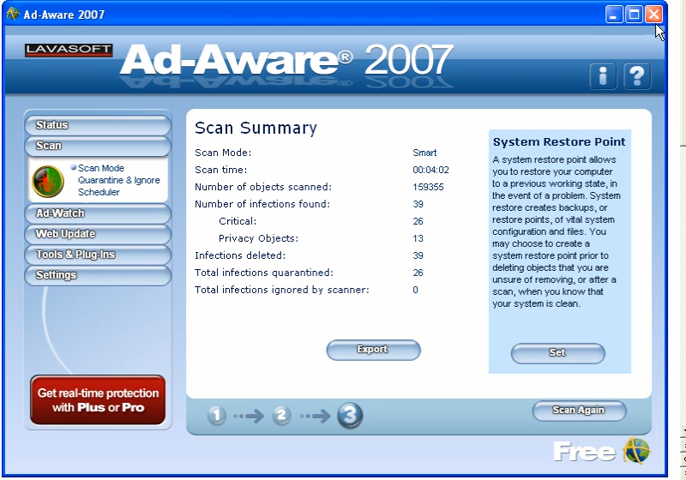 Ad-Aware 2007
LAVASOFT
Ad-Aware® 2007
i ?
Status
Scan
Scan Mode
Quarantine & Ignore
Scheduler
Ad-Watch
Web Update
Tools & Plug-Ins
Settings
Get real-time protection
with Plus or Pro
Scan Summary
Scan Mode: Smart
Scan time: 00:04:02
Number of objects scanned: 159355
Number of infections found: 39
Critical: 26
Privacy Objects: 13
Infections deleted: 39
Total infections quarantined: 26
Total infections ignored by scanner: 0
Export
System Restore Point
A system restore point allows
you to restore your computer
to a previous working state, in
the event of a problem. System
restore creates backups, or
restore points, of vital system
configuration and files. You
may choose to create a
system restore point prior to
deleting objects that you are
unsure of removing, or after a
scan, when you know that
your system is clean.
Set
1 2 3
Scan Again
Free